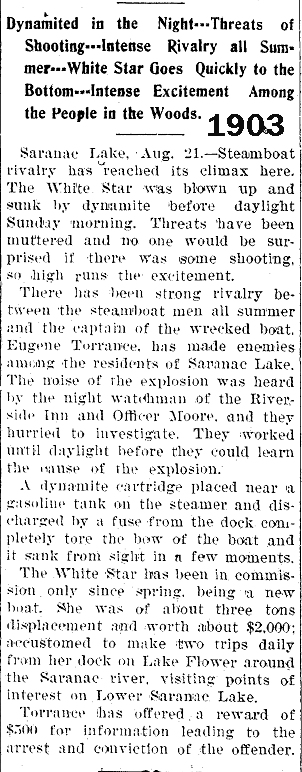 Dynamited in the Night---Threats of
Shooting---Intense Rivalry all Sum-
mer---White Star Goes Quickly to the
Bottom---Intense Excitement Among
the People in the Woods.
1903
Saranac Lake, Aug. 21.—Steamboat
rivalry has reached its climax here.
The White Star was blown up and
sunk by dynamite before daylight
Sunday morning. Threats have been
muttered and no one would be sur-
prised if there was some shooting,
so high runs the excitement.
There has been strong rivalry be-
tween the steamboat men all summer
and the captain of the wrecked boat,
Eugene Torrance, has made enemies
among the residents of Saranac Lake.
The noise of the explosion was heard
by the night watchman of the River-
side Inn and Officer Moore, and they
hurried to investigate. They worked
until daylight before they could learn
the cause of the explosion.
A dynamite cartridge placed near a
gasoline tank on the steamer and dis-
charged by a fuse from the dock com-
pletely tore the bow of the boat and
it sank from sight in a few moments.
The White Star has been in commis-
sion only since spring, being a new
boat. She was of about three tons
displacement and worth about $2,000;
accustomed to make two trips daily
from her dock on Lake Flower around
the Saranac river, visiting points of
interest on Lower Saranac Lake.
Torrance has offered a reward of
$500 for information leading to the
arrest and conviction of the offender.